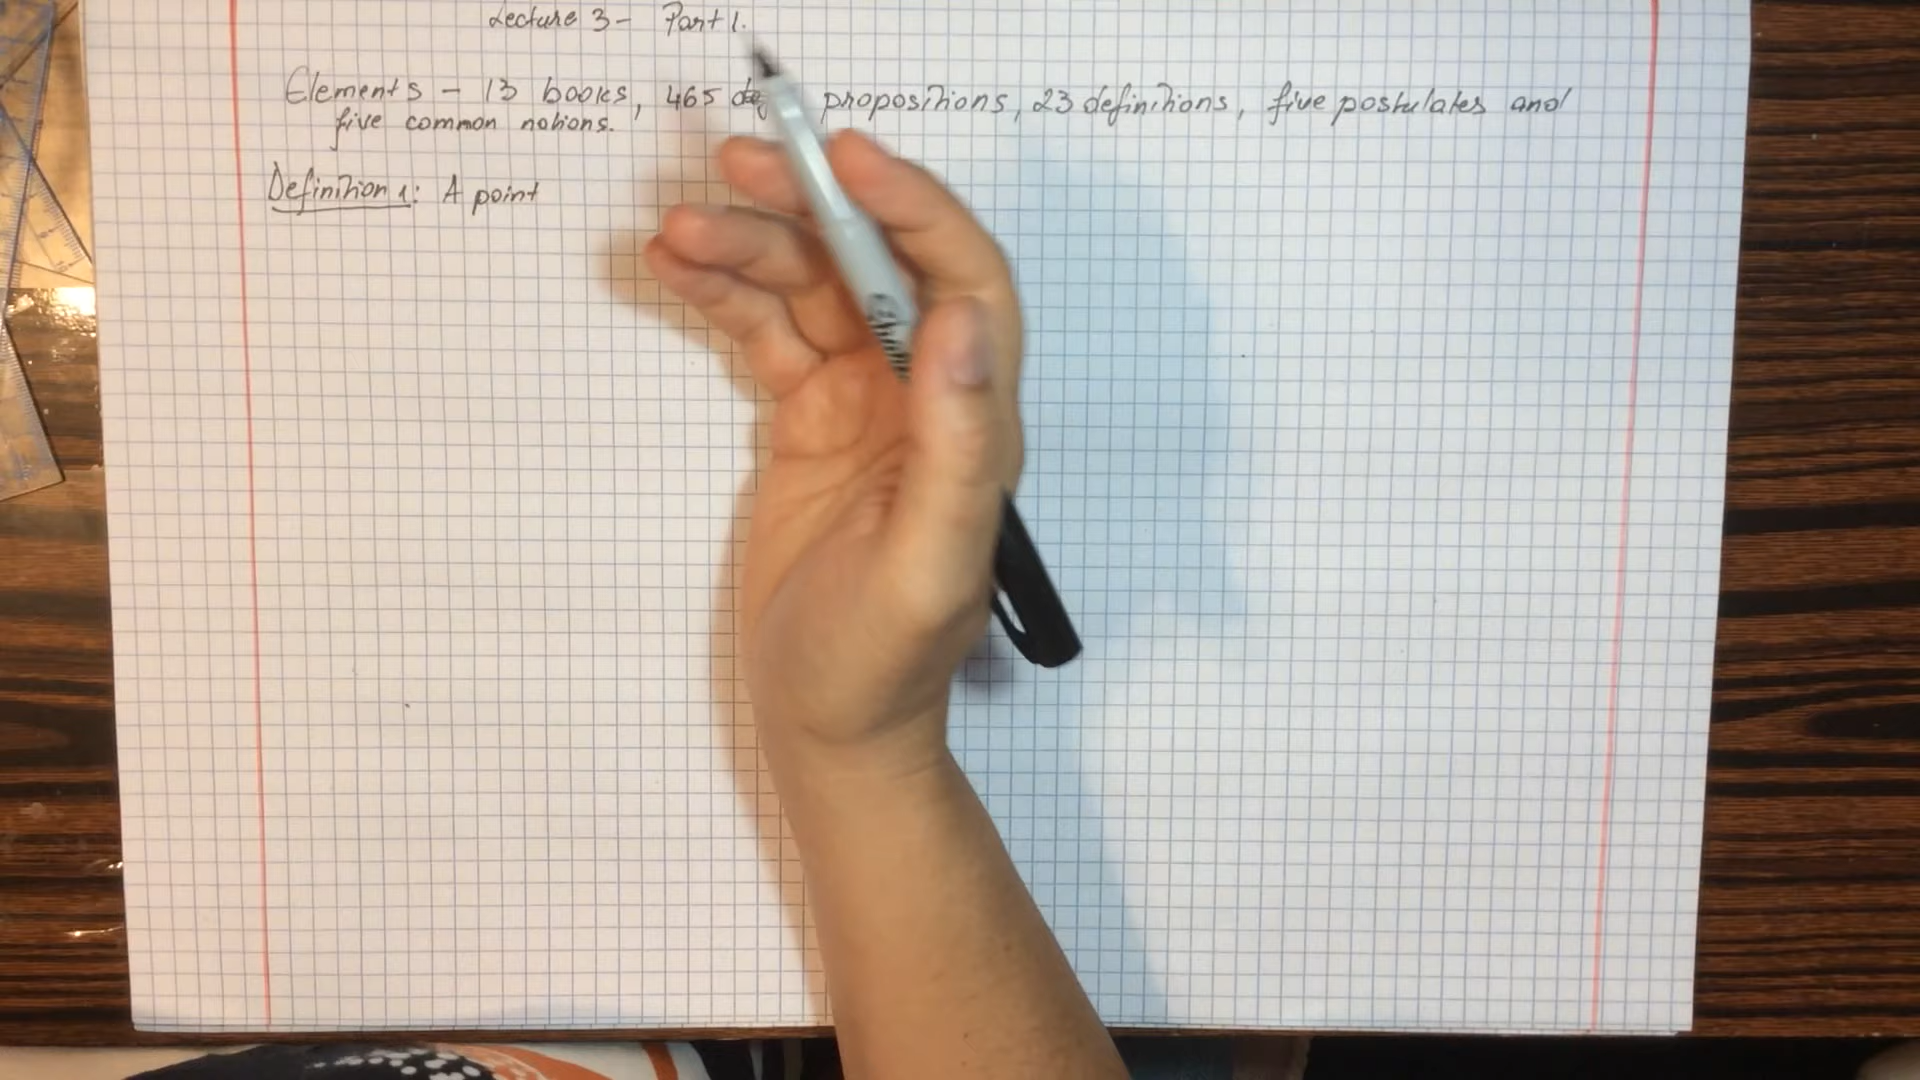 Lecture 3 - Part 1.
Elements - 13 books, 465 propositions, 23 definitions, five postulates and
five common notions.
Definition 1: A point